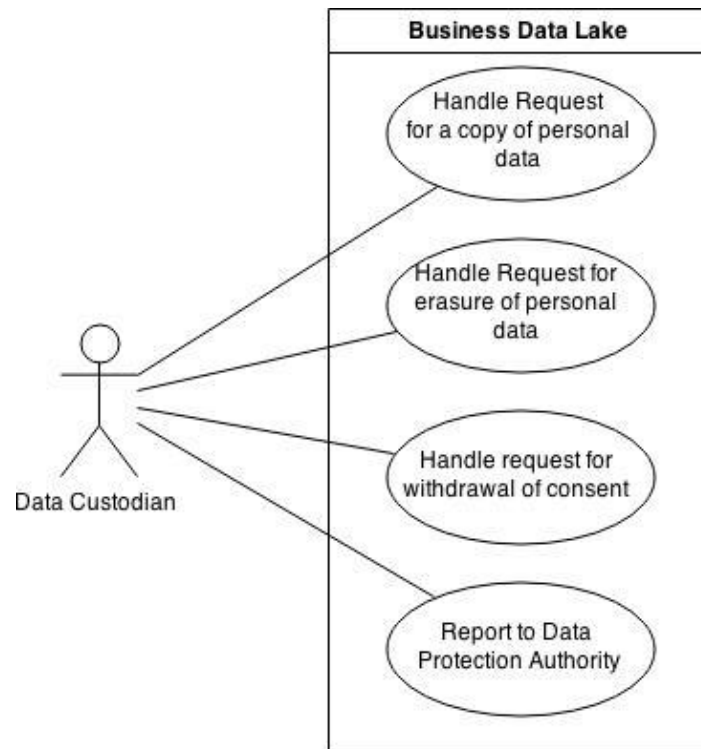 Business Data Lake
Handle Request
for a copy of personal
data
Handle Request for
erasure of personal
data
Handle request for
withdrawal of consent
Data Custodian
Report to Data
Protection Authority